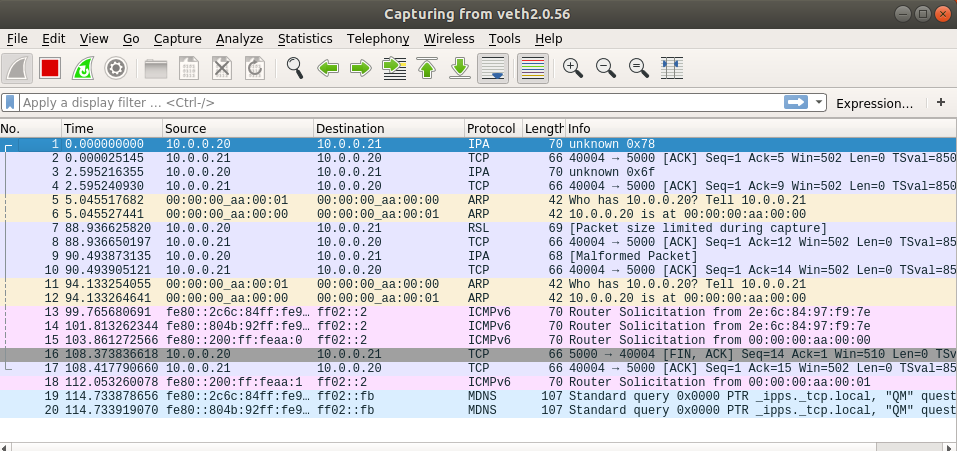 Capturing from veth2.0.56
File Edit View Go Capture Analyze Statistics Telephony Wireless Tools Help
Apply a display filter ... <Ctrl-/> Expression... +
No. Time Source Destination Protocol Length Info
1 0.000000000 10.0.0.20 10.0.0.21 IPA 70 unknown 0x78
2 0.000025145 10.0.0.21 10.0.0.20 TCP 66 40004 → 5000 [ACK] Seq=1 Ack=5 Win=502 Len=0 TSval=850
3 2.595216355 10.0.0.20 10.0.0.21 IPA 70 unknown 0x6f
4 2.595240930 10.0.0.21 10.0.0.20 TCP 66 40004 → 5000 [ACK] Seq=1 Ack=9 Win=502 Len=0 TSval=850
5 5.045517682 00:00:00_aa:00:01 00:00:00_aa:00:00 ARP 42 Who has 10.0.0.20? Tell 10.0.0.21
6 5.045527441 00:00:00_aa:00:00 00:00:00_aa:00:01 ARP 42 10.0.0.20 is at 00:00:00:aa:00:00
7 88.936625820 10.0.0.20 10.0.0.21 RSL 69 [Packet size limited during capture]
8 88.936650197 10.0.0.21 10.0.0.20 TCP 66 40004 → 5000 [ACK] Seq=1 Ack=12 Win=502 Len=0 TSval=85
9 90.493873135 10.0.0.20 10.0.0.21 IPA 68 [Malformed Packet]
10 90.493905121 10.0.0.21 10.0.0.20 TCP 66 40004 → 5000 [ACK] Seq=1 Ack=14 Win=502 Len=0 TSval=85
11 94.133254055 00:00:00_aa:00:01 00:00:00_aa:00:00 ARP 42 Who has 10.0.0.20? Tell 10.0.0.21
12 94.133264641 00:00:00_aa:00:00 00:00:00_aa:00:01 ARP 42 10.0.0.20 is at 00:00:00:aa:00:00
13 99.765680691 fe80::2c6c:84ff:fe9… ff02::2 ICMPv6 70 Router Solicitation from 2e:6c:84:97:f9:7e
14 101.813262344 fe80::804b:92ff:fe9… ff02::2 ICMPv6 70 Router Solicitation from 2e:6c:84:97:f9:7e
15 103.861272566 fe80::200:ff:feaa:0 ff02::2 ICMPv6 70 Router Solicitation from 00:00:00:aa:00:00
16 108.373836618 10.0.0.20 10.0.0.21 TCP 66 5000 → 40004 [FIN, ACK] Seq=14 Ack=1 Win=510 Len=0 TSv
17 108.417790660 10.0.0.21 10.0.0.20 TCP 66 40004 → 5000 [ACK] Seq=1 Ack=15 Win=502 Len=0 TSval=85
18 112.053260078 fe80::200:ff:feaa:1 ff02::2 ICMPv6 70 Router Solicitation from 00:00:00:aa:00:01
19 114.733878656 fe80::2c6c:84ff:fe9… ff02::fb MDNS 107 Standard query 0x0000 PTR _ipps._tcp.local, "QM" quest
20 114.733919070 fe80::804b:92ff:fe9… ff02::fb MDNS 107 Standard query 0x0000 PTR _ipps._tcp.local, "QM" quest